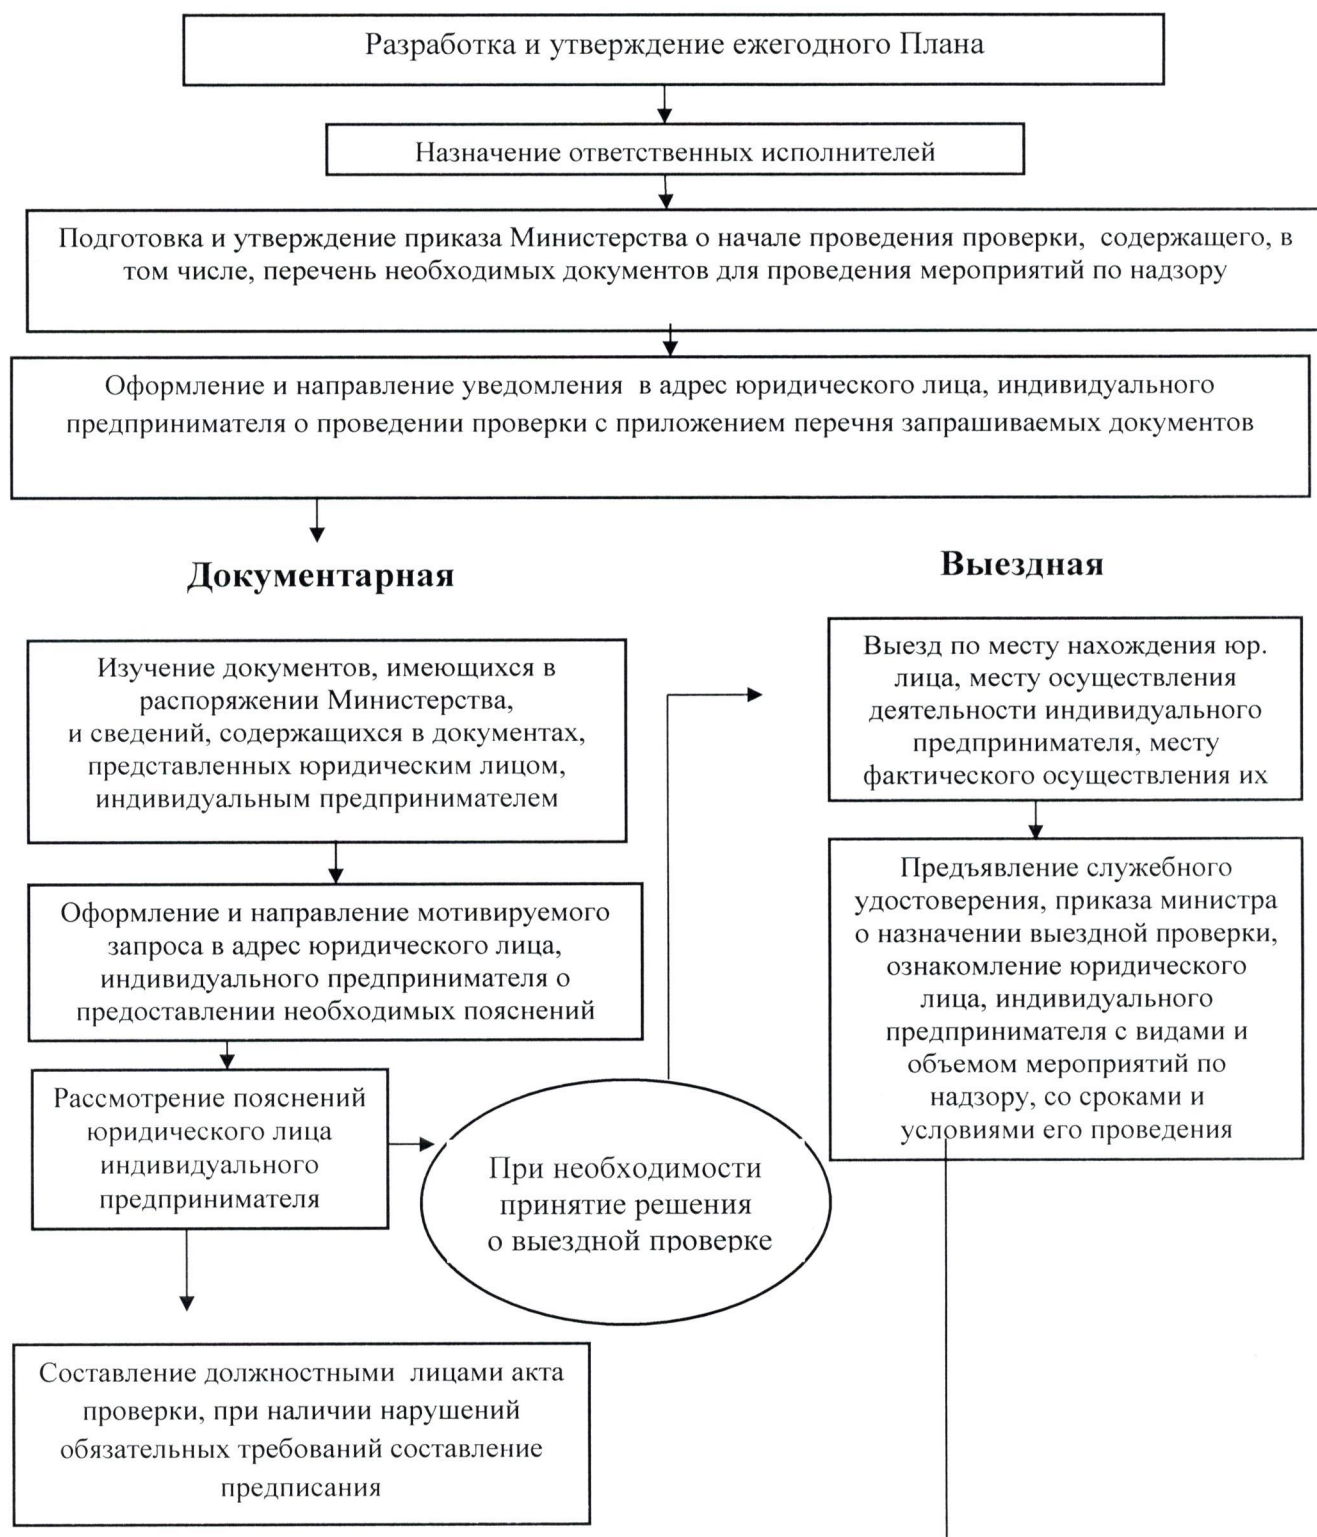 Разработка и утверждение ежегодного Плана
Назначение ответственных исполнителей
Подготовка и утверждение приказа Министерства о начале проведения проверки, содержащего, в
том числе, перечень необходимых документов для проведения мероприятий по надзору
Оформление и направление уведомления в адрес юридического лица, индивидуального
предпринимателя о проведении проверки с приложением перечня запрашиваемых документов
Документарная
Изучение документов, имеющихся в
распоряжении Министерства,
и сведений, содержащихся в документах,
представленных юридическим лицом,
индивидуальным предпринимателем
Оформление и направление мотивируемого
запроса в адрес юридического лица,
индивидуального предпринимателя о
предоставлении необходимых пояснений
Рассмотрение пояснений
юридического лица
индивидуального
предпринимателя
При необходимости
принятие решения
о выездной проверке
Составление должностными лицами акта
проверки, при наличии нарушений
обязательных требований составление
предписания
Выездная
Выезд по месту нахождения юр.
лица, месту осуществления
деятельности индивидуального
предпринимателя, месту
фактического осуществления их
Предъявление служебного
удостоверения, приказа министра
о назначении выездной проверки,
ознакомление юридического
лица, индивидуального
предпринимателя с видами и
объемом мероприятий по
надзору, со сроками и
условиями его проведения